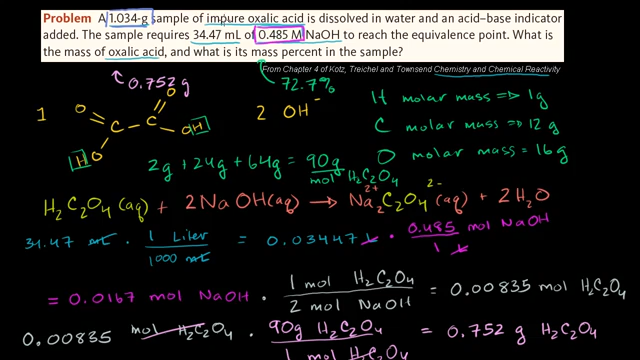 Problem A 1.034-g sample of impure oxalic acid is dissolved in water and an acid–base indicator
added. The sample requires 34.47 mL of 0.485 M NaOH to reach the equivalence point. What is
the mass of oxalic acid, and what is its mass percent in the sample?
From Chapter 4 of Kotz, Treichel and Townsend Chemistry and Chemical Reactivity
0.752 g
72.7%
1
O
O
C – C
OH
HO
2 OH⁻
H molar mass => 1g
C molar mass => 12g
O molar mass = 16g
2g + 24g + 64g = 90g/mol H₂C₂O₄
H₂C₂O₄(aq) + 2NaOH(aq) → Na₂²⁺C₂O₄²⁻(aq) + 2H₂O
34.47 mL · 1 Liter/1000 mL = 0.03447 L · 0.485 mol NaOH/1 L
= 0.0167 mol NaOH · 1 mol H₂C₂O₄/2 mol NaOH = 0.00835 mol H₂C₂O₄
0.00835 mol H₂C₂O₄ · 90g H₂C₂O₄/1 mol H₂C₂O₄ = 0.752 g H₂C₂O₄